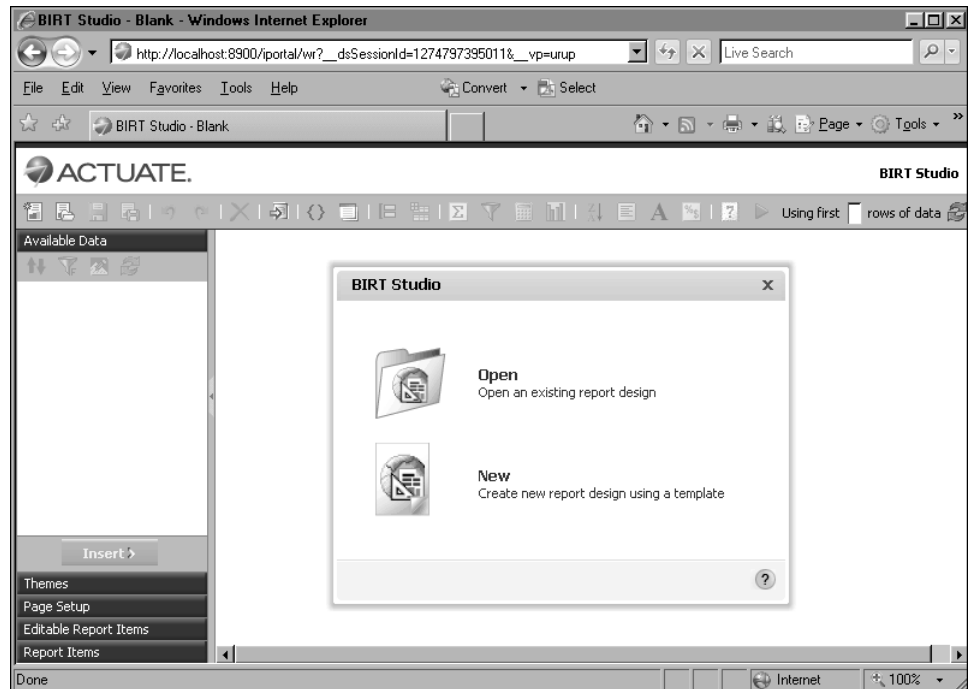 BIRT Studio - Blank - Windows Internet Explorer
http://localhost:8900/iportal/wr?__dsSessionId=1274797395011&__vp=urup
Live Search
File Edit View Favorites Tools Help
Convert Select
BIRT Studio - Blank
Page Tools »
ACTUATE.
BIRT Studio
Using first rows of data
Available Data
BIRT Studio x
Open
Open an existing report design
New
Create new report design using a template
?
Insert >
Themes
Page Setup
Editable Report Items
Report Items
Done
Internet
100%